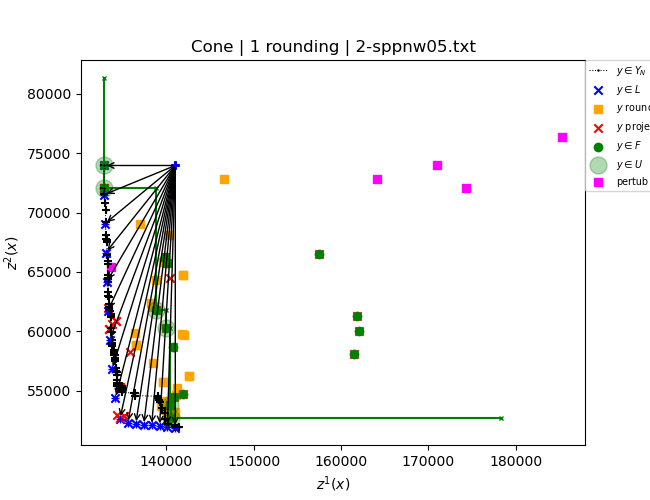 Cone | 1 rounding | 2-sppnw05.txt
z²(x)
80000
75000
70000
65000
60000
55000
140000 150000 160000 170000 180000
z¹(x)
y ∈ Y_N
y ∈ L
y roun
y proje
y ∈ F
y ∈ U
pertub